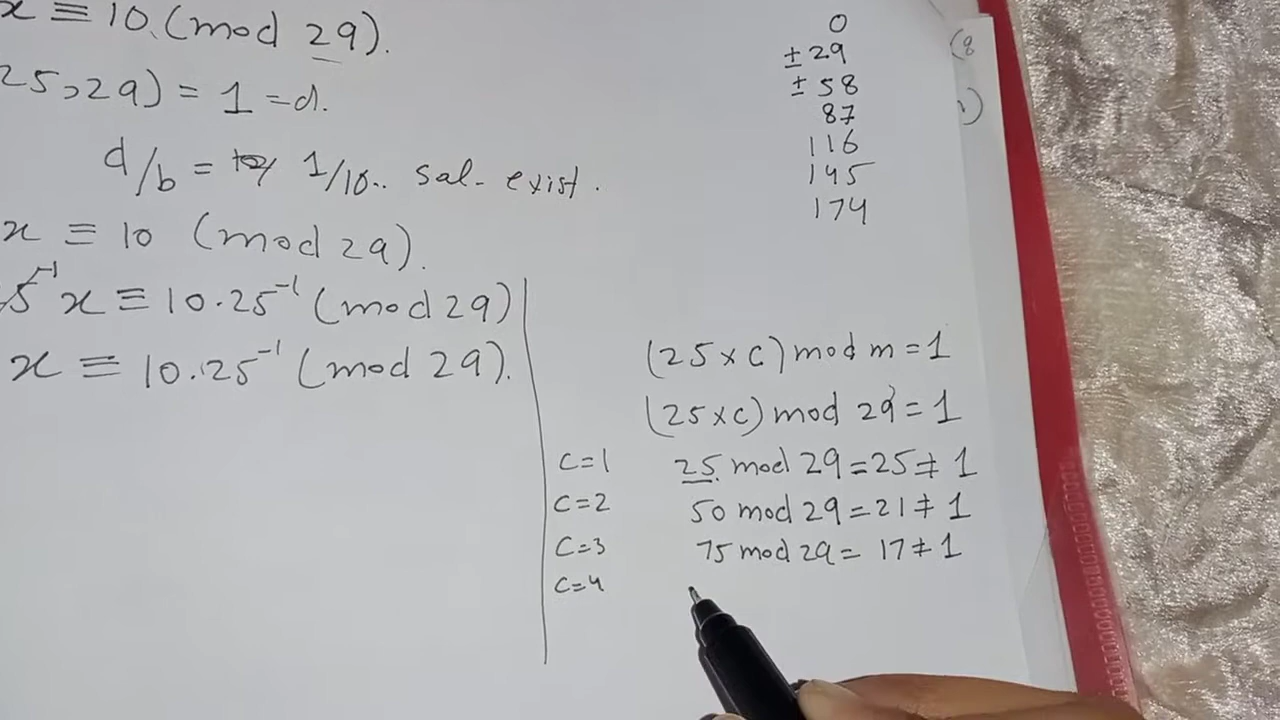 x ≡ 10. (mod 29).
25,29) = 1 = d.
d/b = 1/10.. sol- exist.
x ≡ 10 (mod 29).
5⁻¹ x ≡ 10.25⁻¹ (mod 29)
x ≡ 10.25⁻¹ (mod 29).
0
±29
±58
87
116
145
174
(25×c) mod m = 1
(25×c) mod 29 = 1
c=1 25. mod 29 = 25 ≠ 1
c=2 50 mod 29 = 21 ≠ 1
c=3 75 mod 29 = 17 ≠ 1
c=4
(8